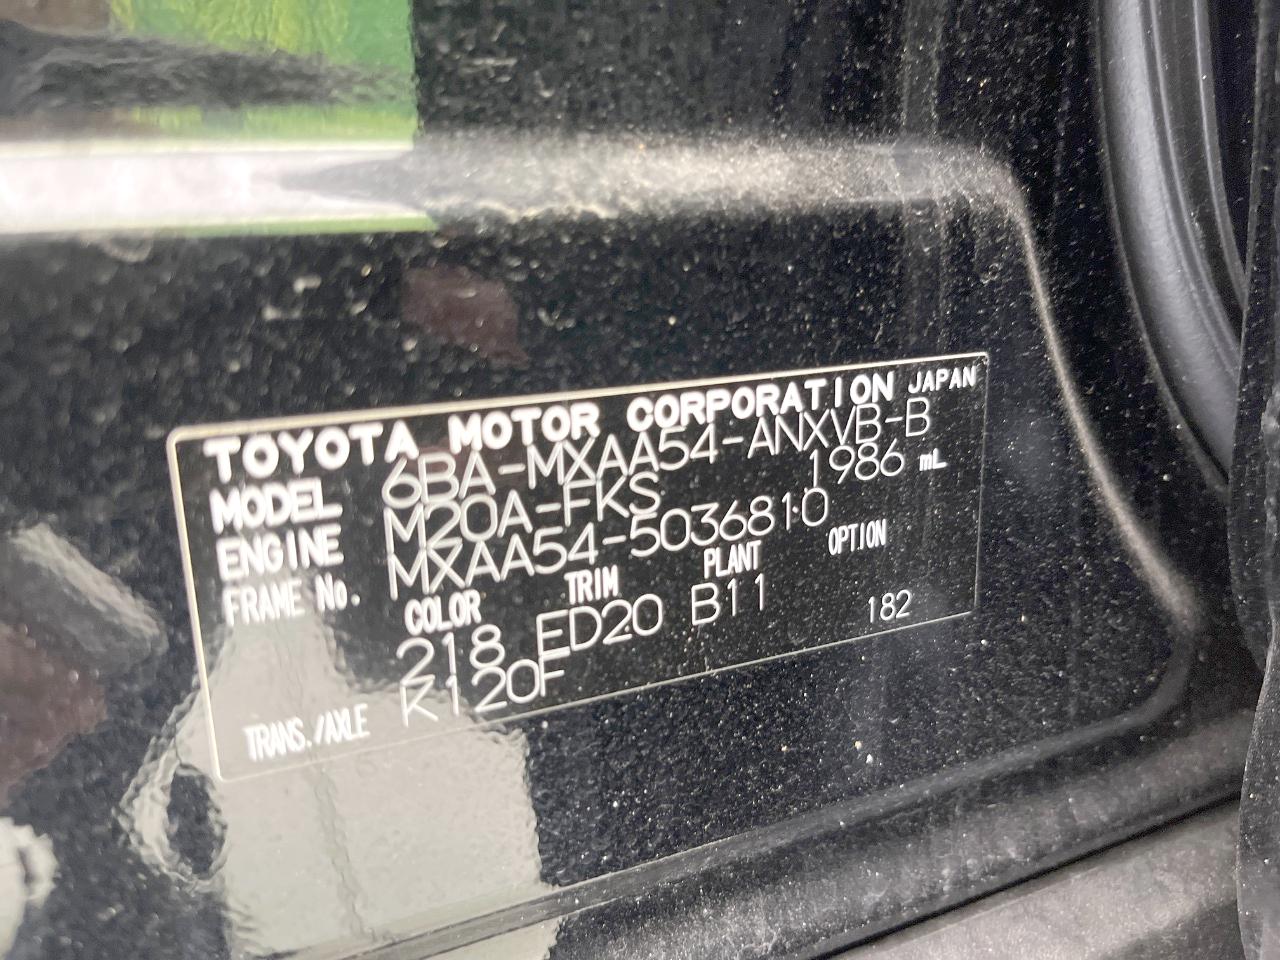 TOYOTA MOTOR CORPORATION JAPAN
MODEL 6BA-MXAA54-ANXVB-B
ENGINE M20A-FKS 1986 mL
FRAME No. MXAA54-5036810
COLOR TRIM PLANT OPTION
218 ED20 B11 182
TRANS./AXLE K120F